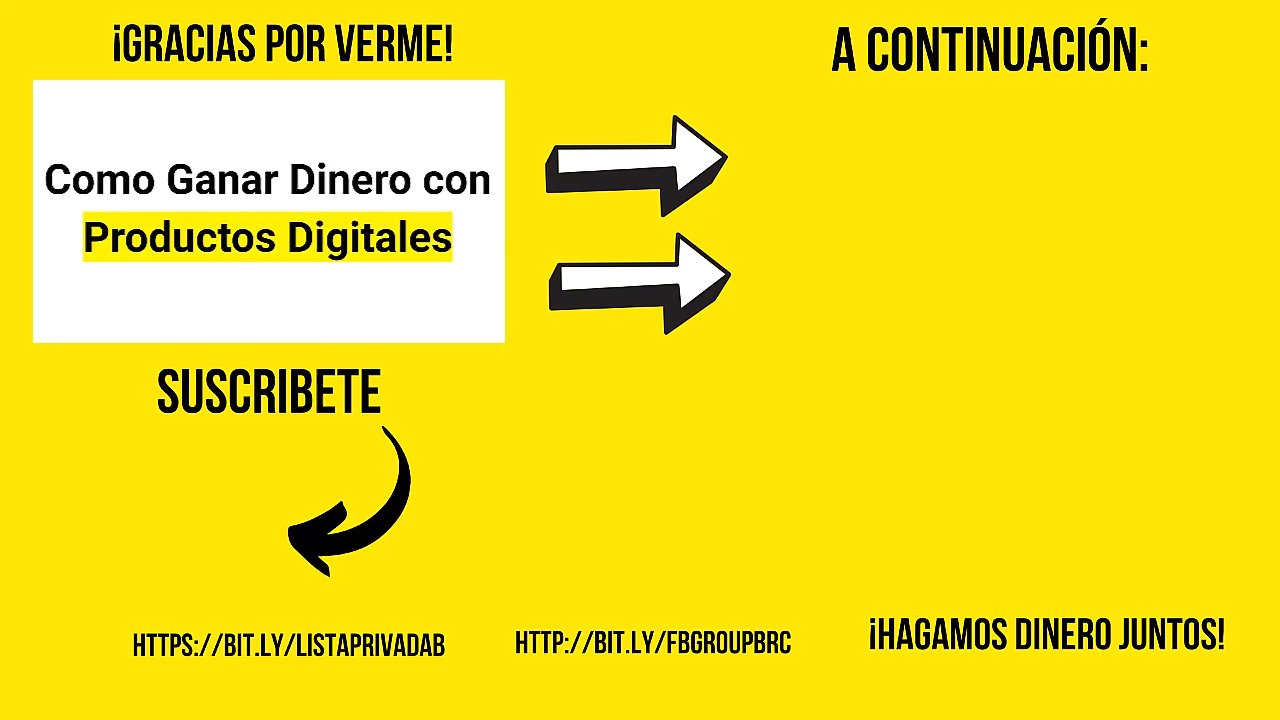 ¡GRACIAS POR VERME!
A CONTINUACIÓN:
Como Ganar Dinero con
Productos Digitales
SUSCRIBETE
HTTPS://BIT.LY/LISTAPRIVADAB
HTTP://BIT.LY/FBGROUPBRC
¡HAGAMOS DINERO JUNTOS!